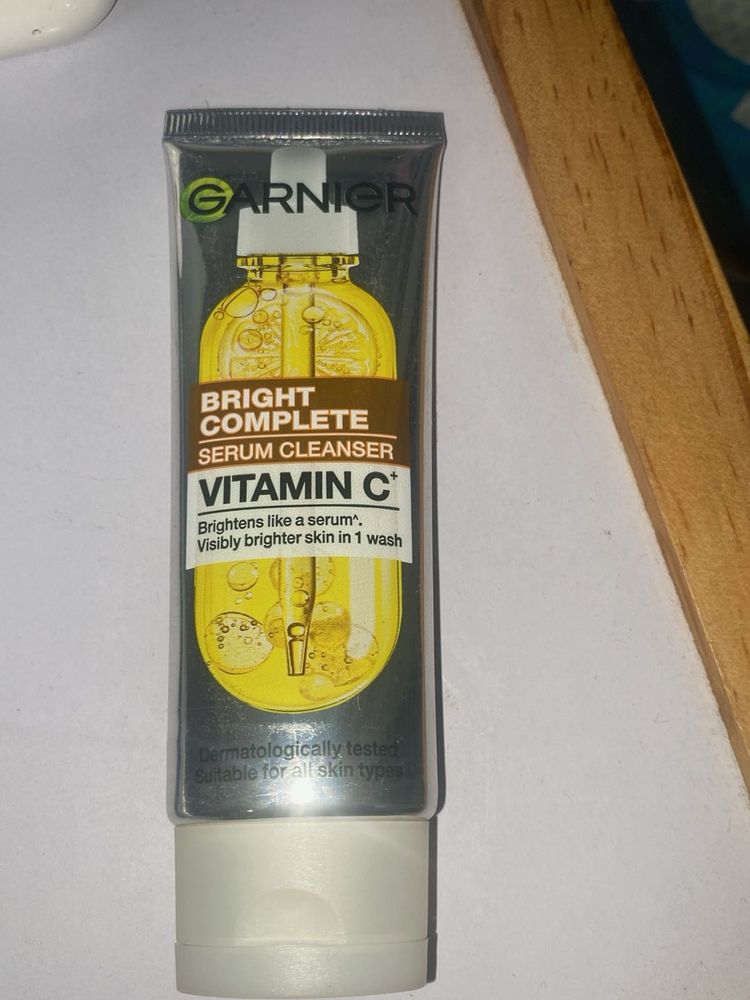 GARNIER
BRIGHT
COMPLETE
SERUM CLEANSER
VITAMIN C⁺
Brightens like a serum^.
Visibly brighter skin in 1 wash
Dermatologically tested
Suitable for all skin types